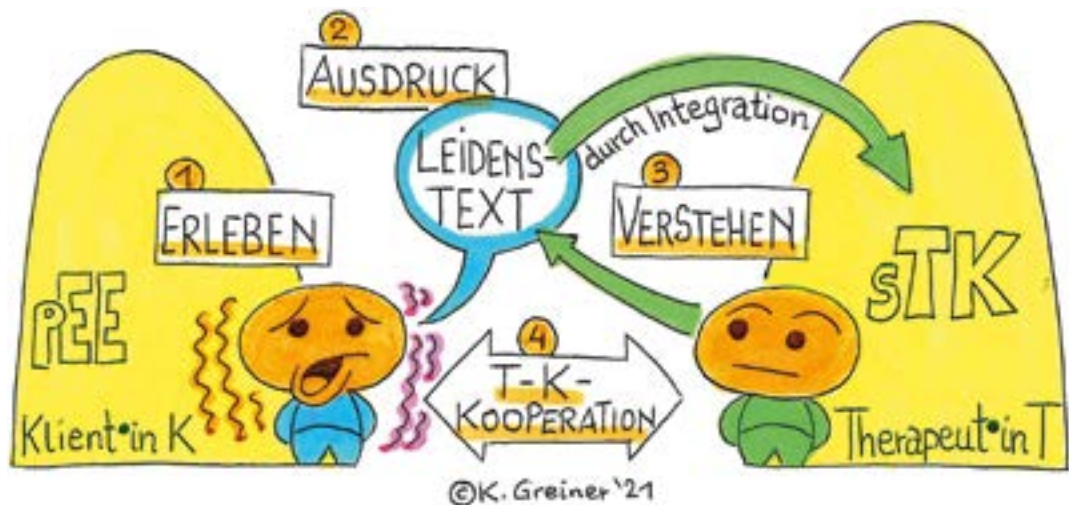 2
AUSDRUCK
LEIDENS-
TEXT
durch Integration
1
ERLEBEN
3
VERSTEHEN
pEE
sTK
4
T-K-
KOOPERATION
Klient•in K
Therapeut•in T
©K. Greiner '21